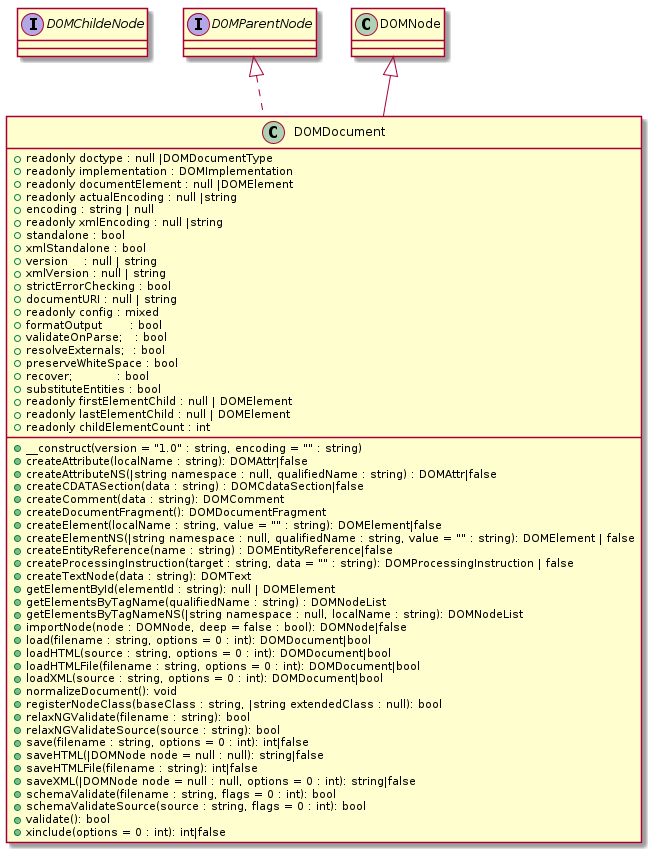 I DOMChildeNode
I DOMParentNode
C DOMNode
C DOMDocument
readonly doctype : null |DOMDocumentType
readonly implementation : DOMImplementation
readonly documentElement : null |DOMElement
readonly actualEncoding : null |string
encoding : string | null
readonly xmlEncoding : null |string
standalone : bool
xmlStandalone : bool
version : null | string
xmlVersion : null | string
strictErrorChecking : bool
documentURI : null | string
readonly config : mixed
formatOutput : bool
validateOnParse; : bool
resolveExternals; : bool
preserveWhiteSpace : bool
recover; : bool
substituteEntities : bool
readonly firstElementChild : null | DOMElement
readonly lastElementChild : null | DOMElement
readonly childElementCount : int
__construct(version = "1.0" : string, encoding = "" : string)
createAttribute(localName : string): DOMAttr|false
createAttributeNS(|string namespace : null, qualifiedName : string) : DOMAttr|false
createCDATASection(data : string) : DOMCdataSection|false
createComment(data : string): DOMComment
createDocumentFragment(): DOMDocumentFragment
createElement(localName : string, value = "" : string): DOMElement|false
createElementNS(|string namespace : null, qualifiedName : string, value = "" : string): DOMElement | false
createEntityReference(name : string) : DOMEntityReference|false
createProcessingInstruction(target : string, data = "" : string): DOMProcessingInstruction | false
createTextNode(data : string): DOMText
getElementById(elementId : string): null | DOMElement
getElementsByTagName(qualifiedName : string) : DOMNodeList
getElementsByTagNameNS(|string namespace : null, localName : string): DOMNodeList
importNode(node : DOMNode, deep = false : bool): DOMNode|false
load(filename : string, options = 0 : int): DOMDocument|bool
loadHTML(source : string, options = 0 : int): DOMDocument|bool
loadHTMLFile(filename : string, options = 0 : int): DOMDocument|bool
loadXML(source : string, options = 0 : int): DOMDocument|bool
normalizeDocument(): void
registerNodeClass(baseClass : string, |string extendedClass : null): bool
relaxNGValidate(filename : string): bool
relaxNGValidateSource(source : string): bool
save(filename : string, options = 0 : int): int|false
saveHTML(|DOMNode node = null : null): string|false
saveHTMLFile(filename : string): int|false
saveXML(|DOMNode node = null : null, options = 0 : int): string|false
schemaValidate(filename : string, flags = 0 : int): bool
schemaValidateSource(source : string, flags = 0 : int): bool
validate(): bool
xinclude(options = 0 : int): int|false